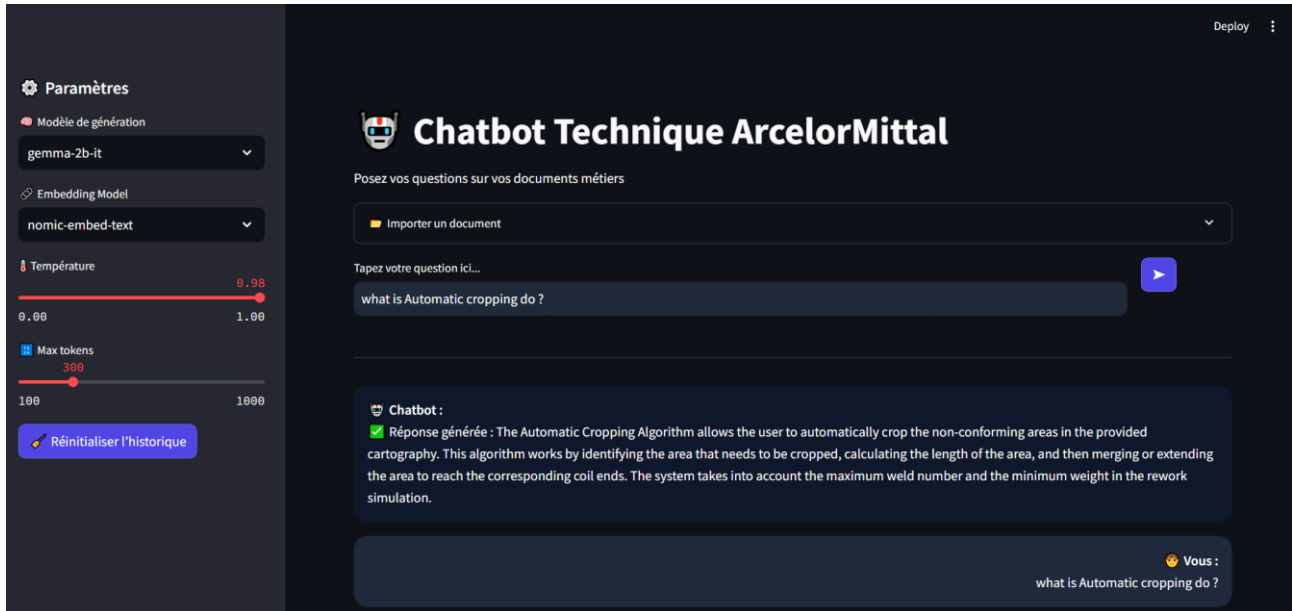 Deploy
Paramètres
Modèle de génération
gemma-2b-it
Embedding Model
nomic-embed-text
Température
0.98
0.00 1.00
Max tokens
300
100 1000
Réinitialiser l'historique
Chatbot Technique ArcelorMittal
Posez vos questions sur vos documents métiers
Importer un document
Tapez votre question ici...
what is Automatic cropping do ?
Chatbot :
Réponse générée : The Automatic Cropping Algorithm allows the user to automatically crop the non-conforming areas in the provided
cartography. This algorithm works by identifying the area that needs to be cropped, calculating the length of the area, and then merging or extending
the area to reach the corresponding coil ends. The system takes into account the maximum weld number and the minimum weight in the rework
simulation.
Vous :
what is Automatic cropping do ?